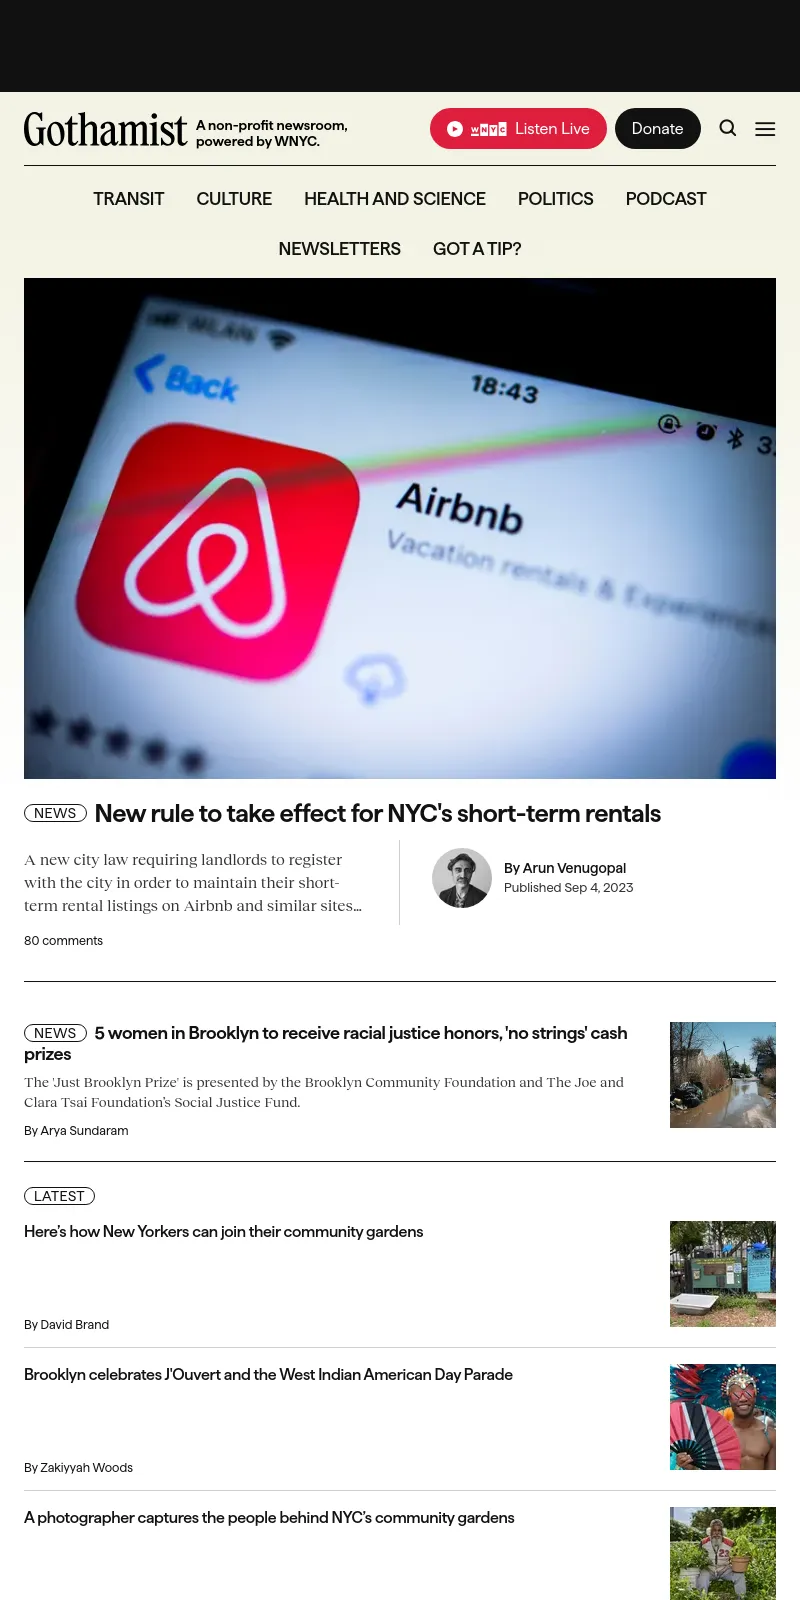 Gothamist
A non-profit newsroom,
powered by WNYC.
WNYC Listen Live
Donate
TRANSIT CULTURE HEALTH AND SCIENCE POLITICS PODCAST
NEWSLETTERS GOT A TIP?
WLAN
18:43
Back
Airbnb
Vacation rentals & Experiences
NEWS New rule to take effect for NYC's short-term rentals
A new city law requiring landlords to register
with the city in order to maintain their short-
term rental listings on Airbnb and similar sites...
By Arun Venugopal
Published Sep 4, 2023
80 comments
NEWS 5 women in Brooklyn to receive racial justice honors, 'no strings' cash
prizes
The 'Just Brooklyn Prize' is presented by the Brooklyn Community Foundation and The Joe and
Clara Tsai Foundation's Social Justice Fund.
By Arya Sundaram
LATEST
Here’s how New Yorkers can join their community gardens
By David Brand
Brooklyn celebrates J'Ouvert and the West Indian American Day Parade
By Zakiyyah Woods
A photographer captures the people behind NYC’s community gardens
23